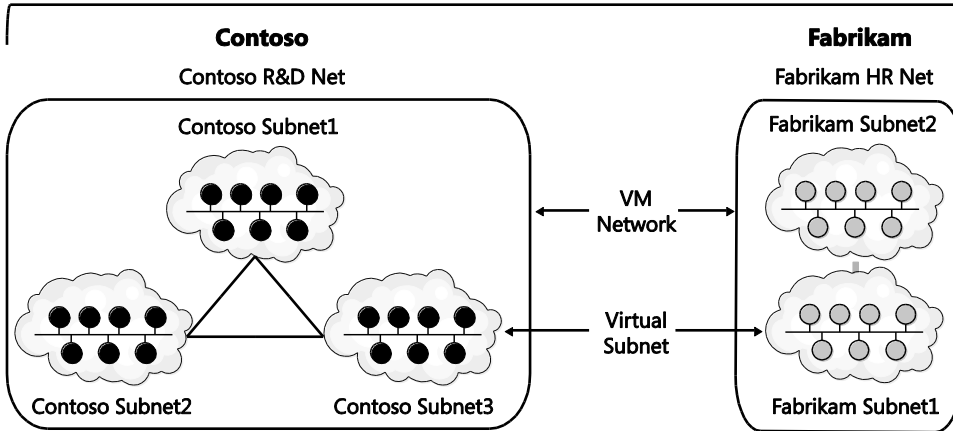 Contoso
Fabrikam
Contoso R&D Net
Fabrikam HR Net
Contoso Subnet1
Fabrikam Subnet2
VM
Network
Virtual
Subnet
Contoso Subnet2
Contoso Subnet3
Fabrikam Subnet1